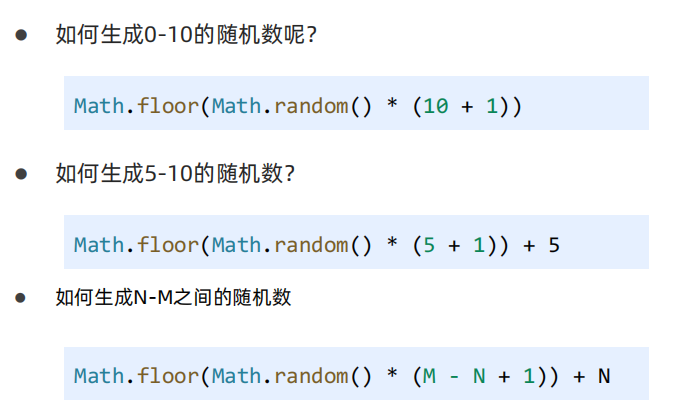 如何生成0-10的随机数呢？
Math.floor(Math.random() * (10 + 1))
如何生成5-10的随机数？
Math.floor(Math.random() * (5 + 1)) + 5
如何生成N-M之间的随机数
Math.floor(Math.random() * (M - N + 1)) + N